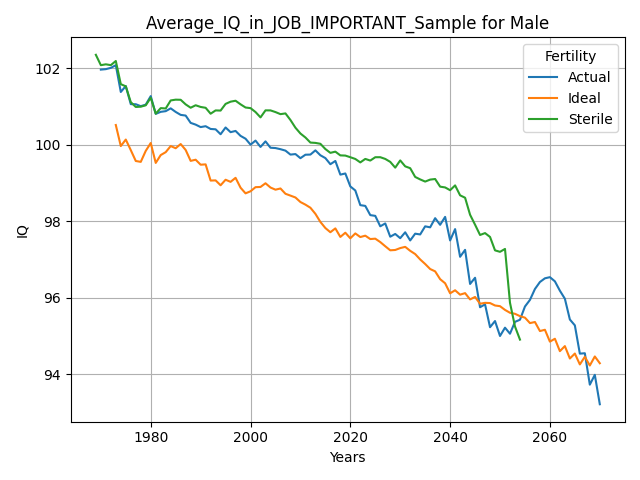 Average_IQ_in_JOB_IMPORTANT_Sample for Male
Fertility
Actual
Ideal
Sterile
IQ
102
100
98
96
94
1980
2000
2020
2040
2060
Years